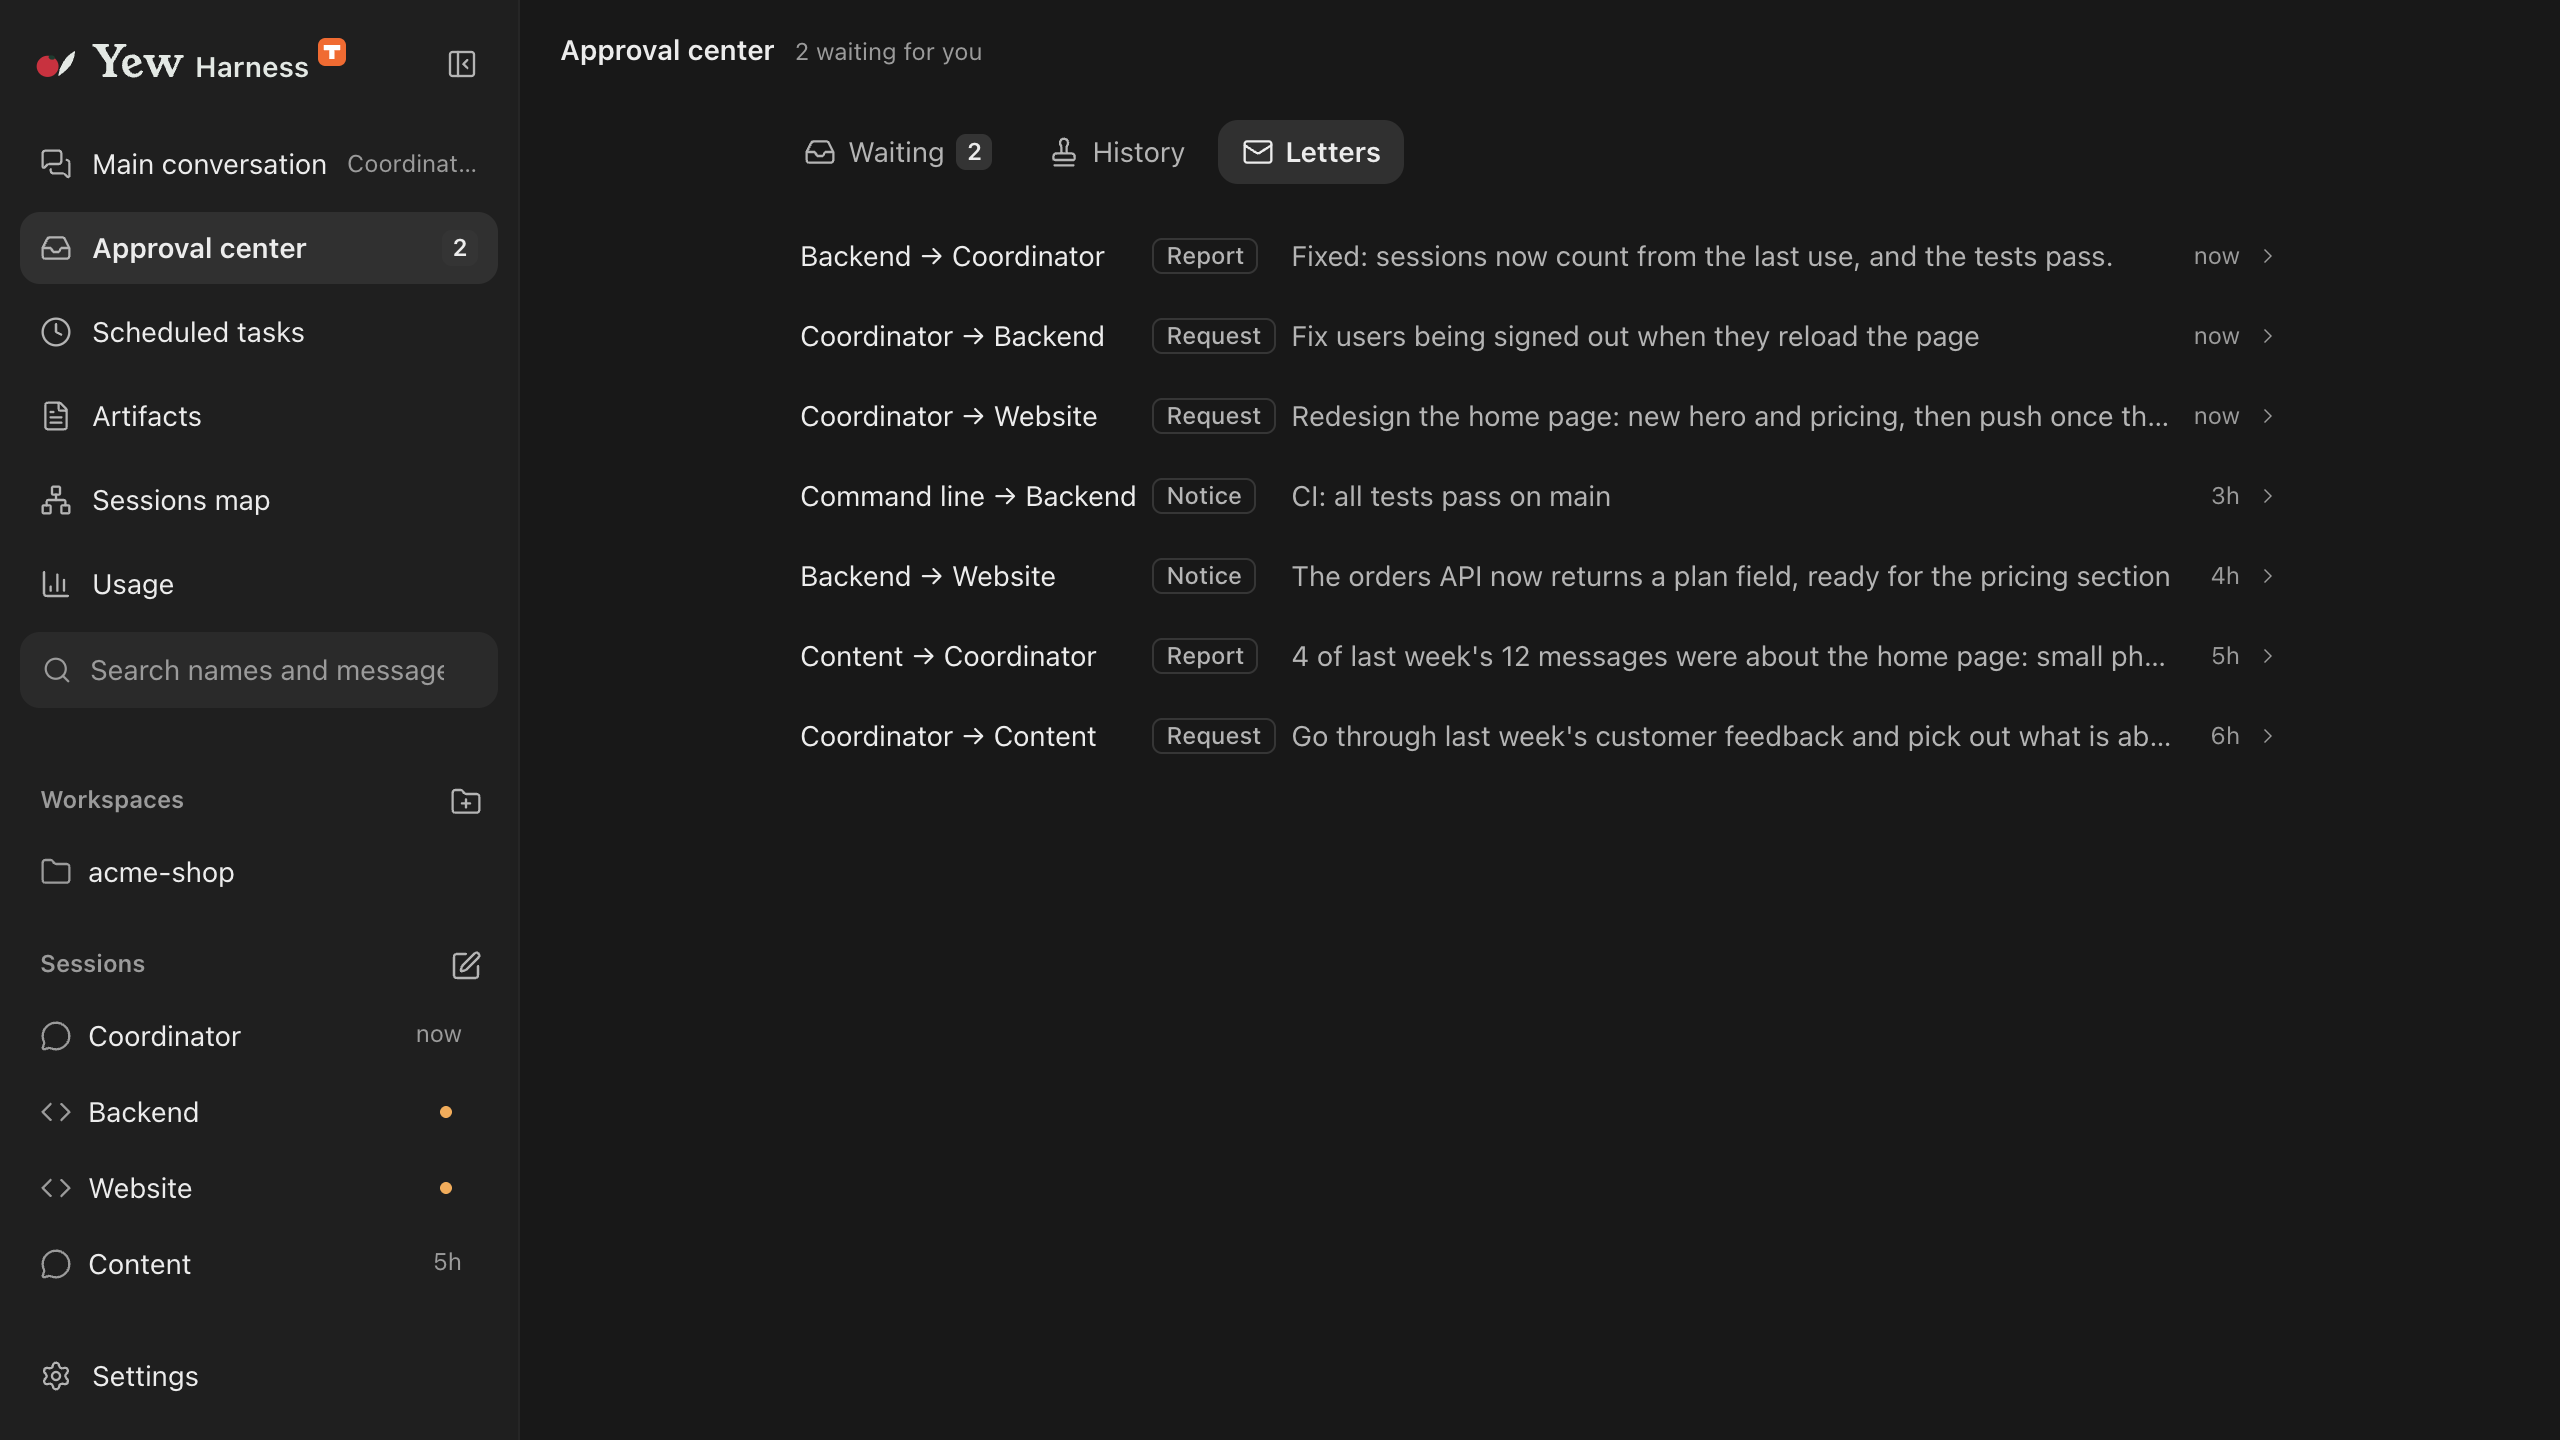 Yew Harness T
Main conversation Coordinat...
Approval center 2
Scheduled tasks
Artifacts
Sessions map
Usage
Search names and message
Workspaces
acme-shop
Sessions
Coordinator now
Backend
Website
Content 5h
Settings
Approval center 2 waiting for you
Waiting 2 History Letters
Backend → Coordinator Report Fixed: sessions now count from the last use, and the tests pass. now
Coordinator → Backend Request Fix users being signed out when they reload the page now
Coordinator → Website Request Redesign the home page: new hero and pricing, then push once th... now
Command line → Backend Notice CI: all tests pass on main 3h
Backend → Website Notice The orders API now returns a plan field, ready for the pricing section 4h
Content → Coordinator Report 4 of last week's 12 messages were about the home page: small ph... 5h
Coordinator → Content Request Go through last week's customer feedback and pick out what is ab... 6h